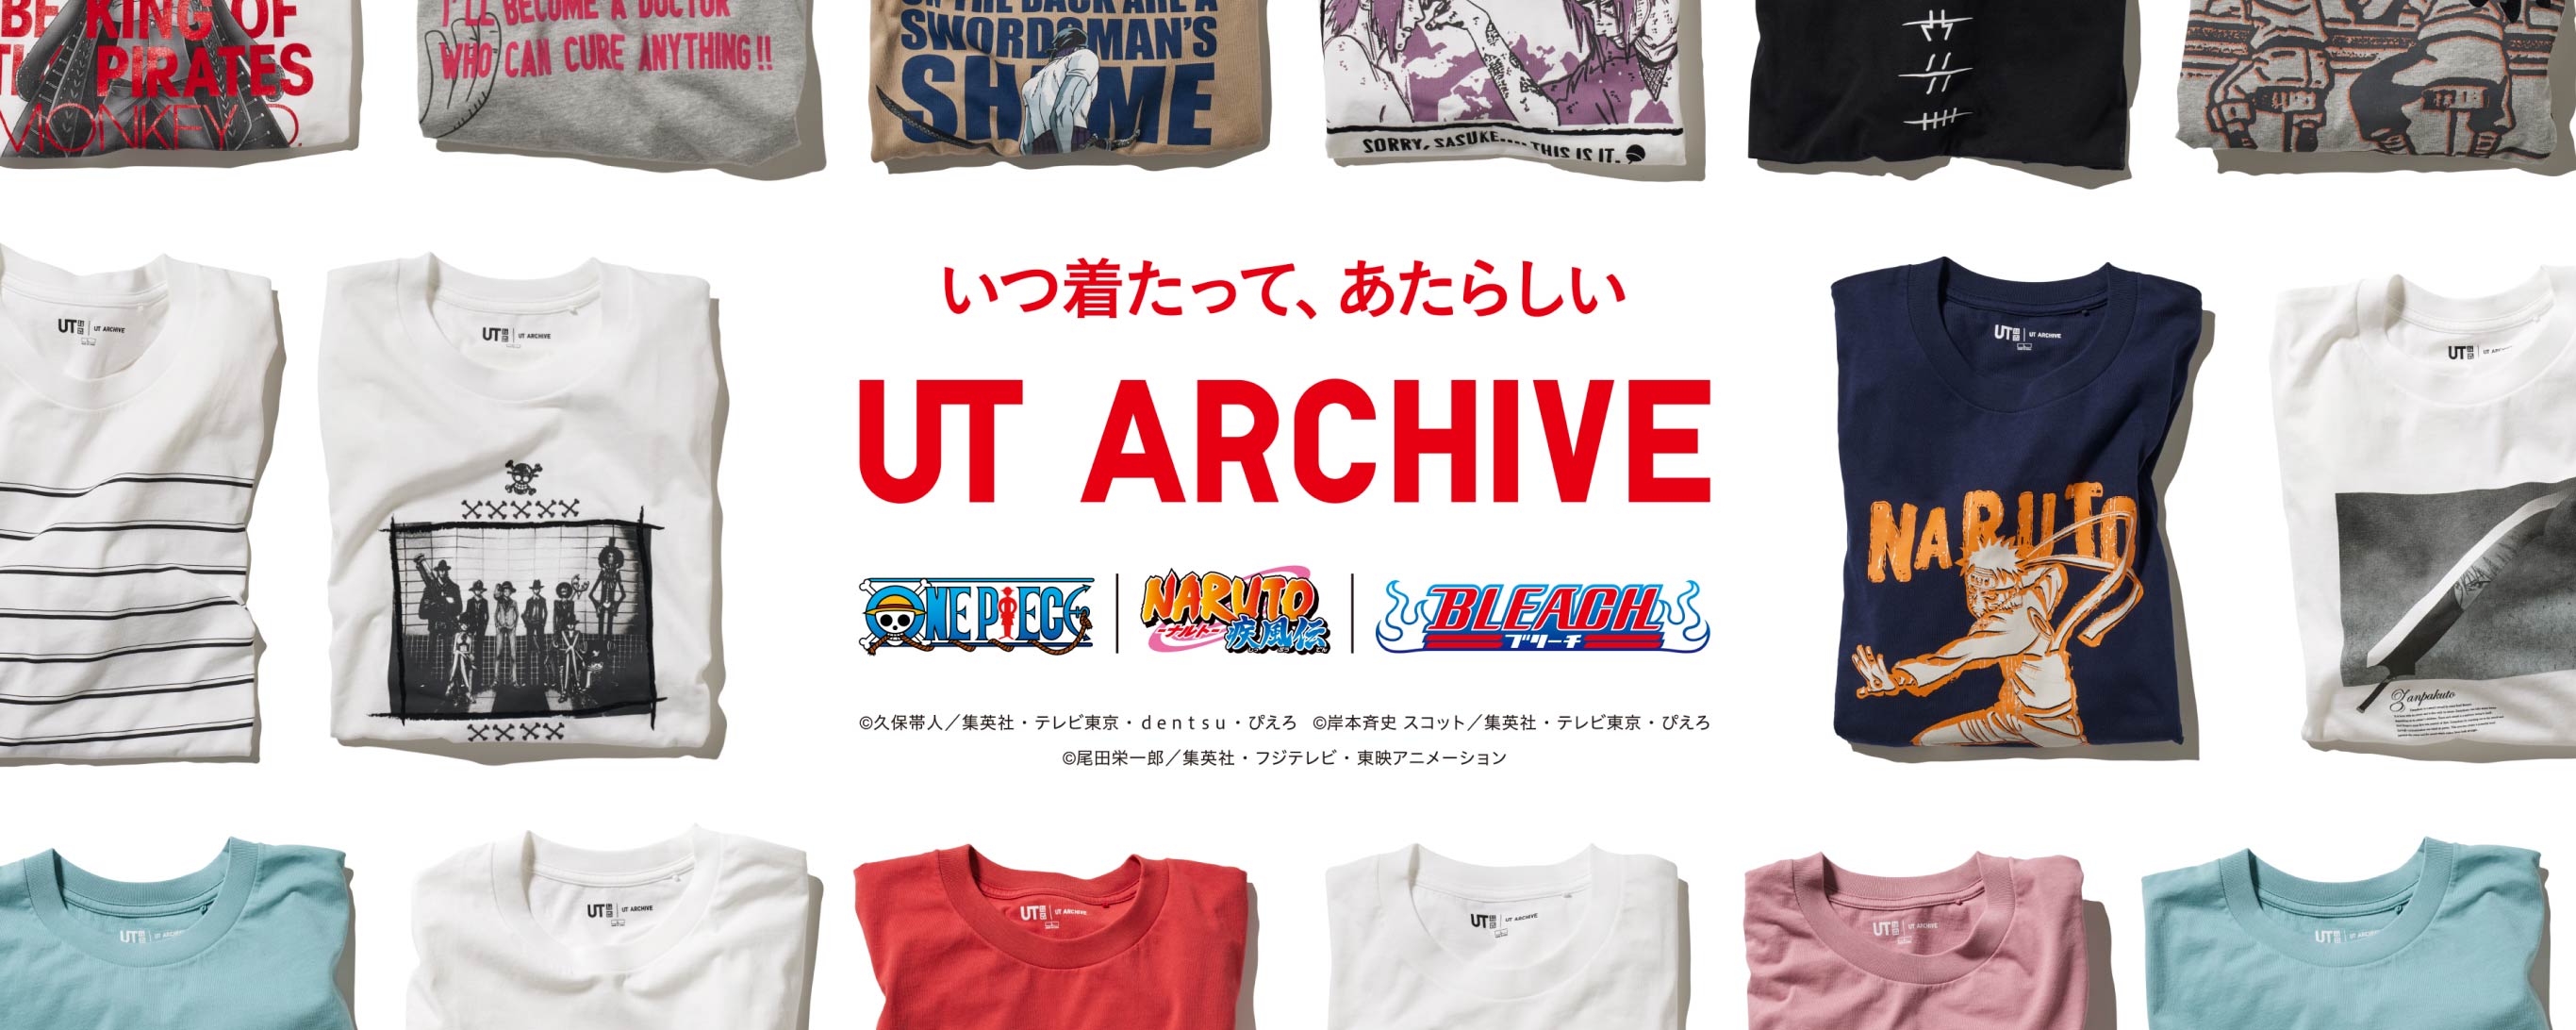 BE KING OF
TH PIRATES
MONKEY D.
I'LL BECOME A DOCTOR
WHO CAN CURE ANYTHING!!
ON THE BACK ARE A
SWORDSMAN'S
SHAME
SORRY, SASUKE.... THIS IS IT.
いつ着たって、あたらしい
UT ARCHIVE
UT UT ARCHIVE
UT UT ARCHIVE
UT UT ARCHIVE
UT
ONE PIECE
NARUTO
-ナルト-
疾風伝
BLEACH
ブリーチ
NARUTO
Zanpakuto
©久保帯人／集英社・テレビ東京・dentsu・ぴえろ ©岸本斉史 スコット／集英社・テレビ東京・ぴえろ
©尾田栄一郎／集英社・フジテレビ・東映アニメーション
UT UT ARCHIVE
UT UT ARCHIVE
UT UT ARCHIVE
UT UT ARCHIVE
UT UT ARCHIVE
UT